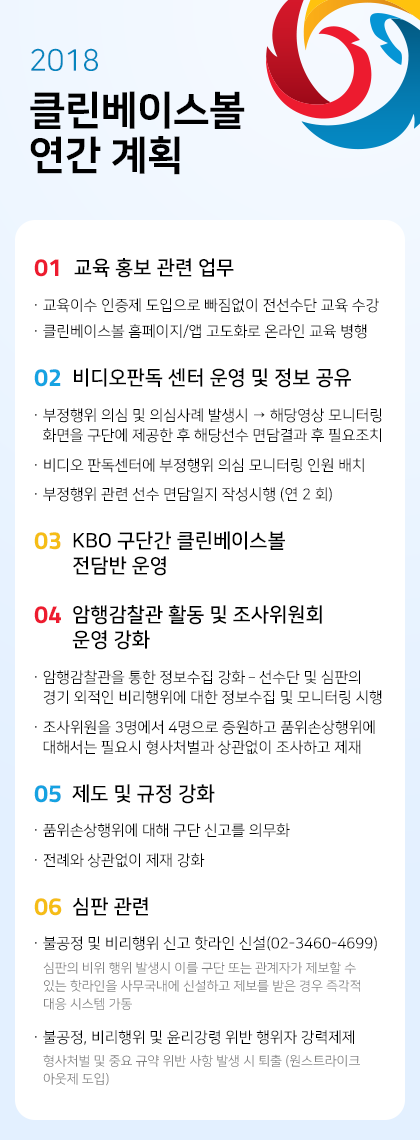 2018
클린베이스볼
연간 계획
01 교육 홍보 관련 업무
· 교육이수 인증제 도입으로 빠짐없이 전선수단 교육 수강
· 클린베이스볼 홈페이지/앱 고도화로 온라인 교육 병행
02 비디오판독 센터 운영 및 정보 공유
· 부정행위 의심 및 의심사례 발생시 → 해당영상 모니터링
화면을 구단에 제공한 후 해당선수 면담결과 후 필요조치
· 비디오 판독센터에 부정행위 의심 모니터링 인원 배치
· 부정행위 관련 선수 면담일지 작성시행 (연 2 회)
03 KBO 구단간 클린베이스볼
전담반 운영
04 암행감찰관 활동 및 조사위원회
운영 강화
· 암행감찰관을 통한 정보수집 강화 – 선수단 및 심판의
경기 외적인 비리행위에 대한 정보수집 및 모니터링 시행
· 조사위원을 3명에서 4명으로 증원하고 품위손상행위에
대해서는 필요시 형사처벌과 상관없이 조사하고 제재
05 제도 및 규정 강화
· 품위손상행위에 대해 구단 신고를 의무화
· 전례와 상관없이 제재 강화
06 심판 관련
· 불공정 및 비리행위 신고 핫라인 신설(02-3460-4699)
심판의 비위 행위 발생시 이를 구단 또는 관계자가 제보할 수
있는 핫라인을 사무국내에 신설하고 제보를 받은 경우 즉각적
대응 시스템 가동
· 불공정, 비리행위 및 윤리강령 위반 행위자 강력제제
형사처벌 및 중요 규약 위반 사항 발생 시 퇴출 (원스트라이크
아웃제 도입)